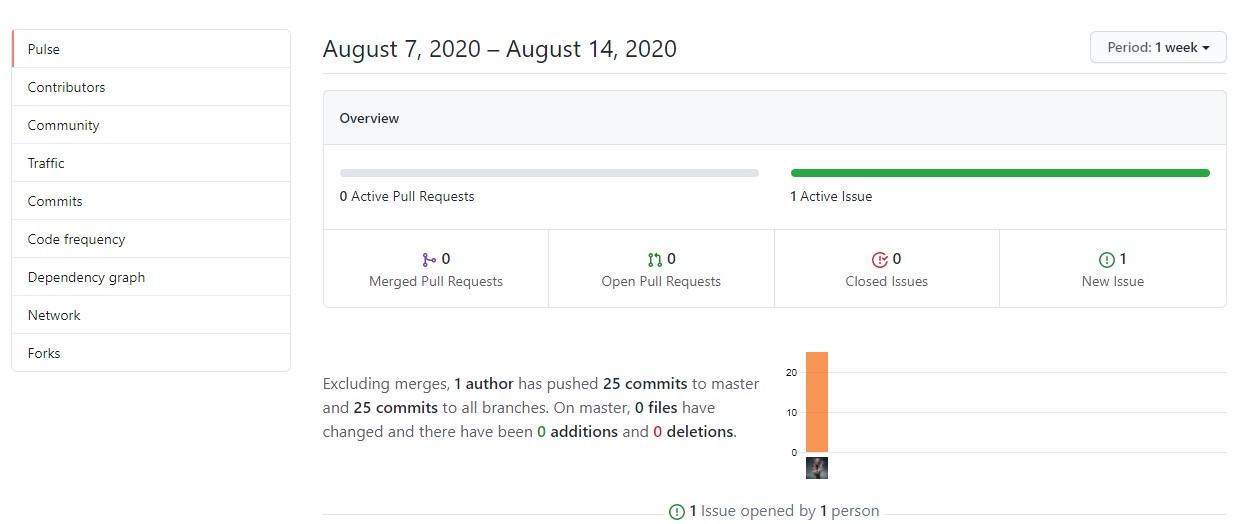 Pulse
Contributors
Community
Traffic
Commits
Code frequency
Dependency graph
Network
Forks
August 7, 2020 – August 14, 2020
Period: 1 week
Overview
0 Active Pull Requests
1 Active Issue
0
Merged Pull Requests
0
Open Pull Requests
0
Closed Issues
1
New Issue
Excluding merges, 1 author has pushed 25 commits to master
and 25 commits to all branches. On master, 0 files have
changed and there have been 0 additions and 0 deletions.
20
10
0
1 Issue opened by 1 person